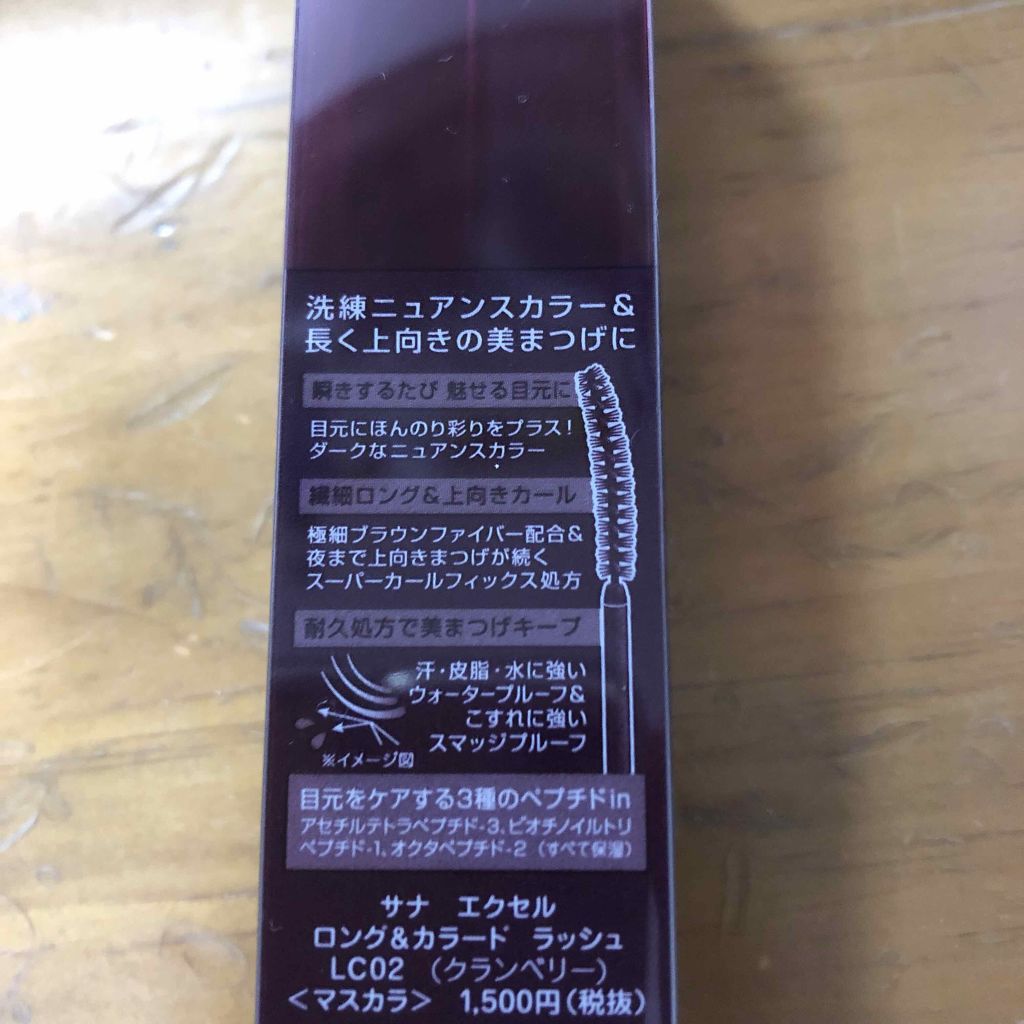 洗練ニュアンスカラー&
長く上向きの美まつげに
瞬きするたび 魅せる目元に
目元にほんのり彩りをプラス!
ダークなニュアンスカラー
繊細ロング&上向きカール
極細ブラウンファイバー配合&
夜まで上向きまつげが続く
スーパーカールフィックス処方
耐久処方で美まつげキープ
汗・皮脂・水に強い
ウォータープルーフ&
こすれに強い
スマッジプルーフ
※イメージ図
目元をケアする3種のペプチドin
アセチルテトラペプチド-3、ビオチノイルトリ
ペプチド-1、オクタペプチド-2 (すべて保湿)
サナ エクセル
ロング&カラード ラッシュ
LC02 (クランベリー)
<マスカラ> 1,500円(税抜)